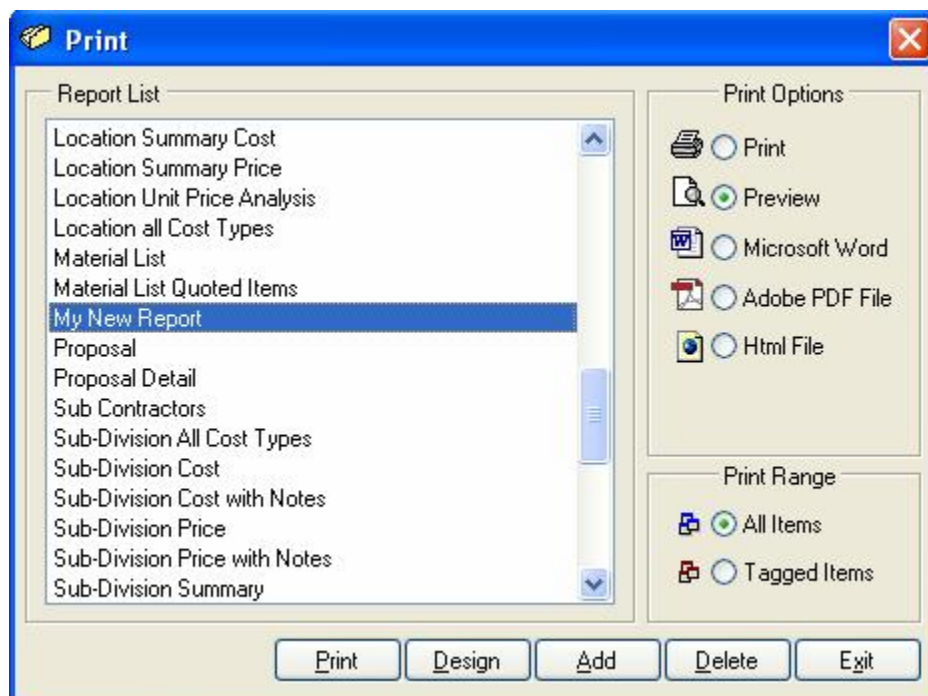 Print
Report List
Location Summary Cost
Location Summary Price
Location Unit Price Analysis
Location all Cost Types
Material List
Material List Quoted Items
My New Report
Proposal
Proposal Detail
Sub Contractors
Sub-Division All Cost Types
Sub-Division Cost
Sub-Division Cost with Notes
Sub-Division Price
Sub-Division Price with Notes
Sub-Division Summary
Print Options
Print
Preview
Microsoft Word
Adobe PDF File
Html File
Print Range
All Items
Tagged Items
Print Design Add Delete Exit